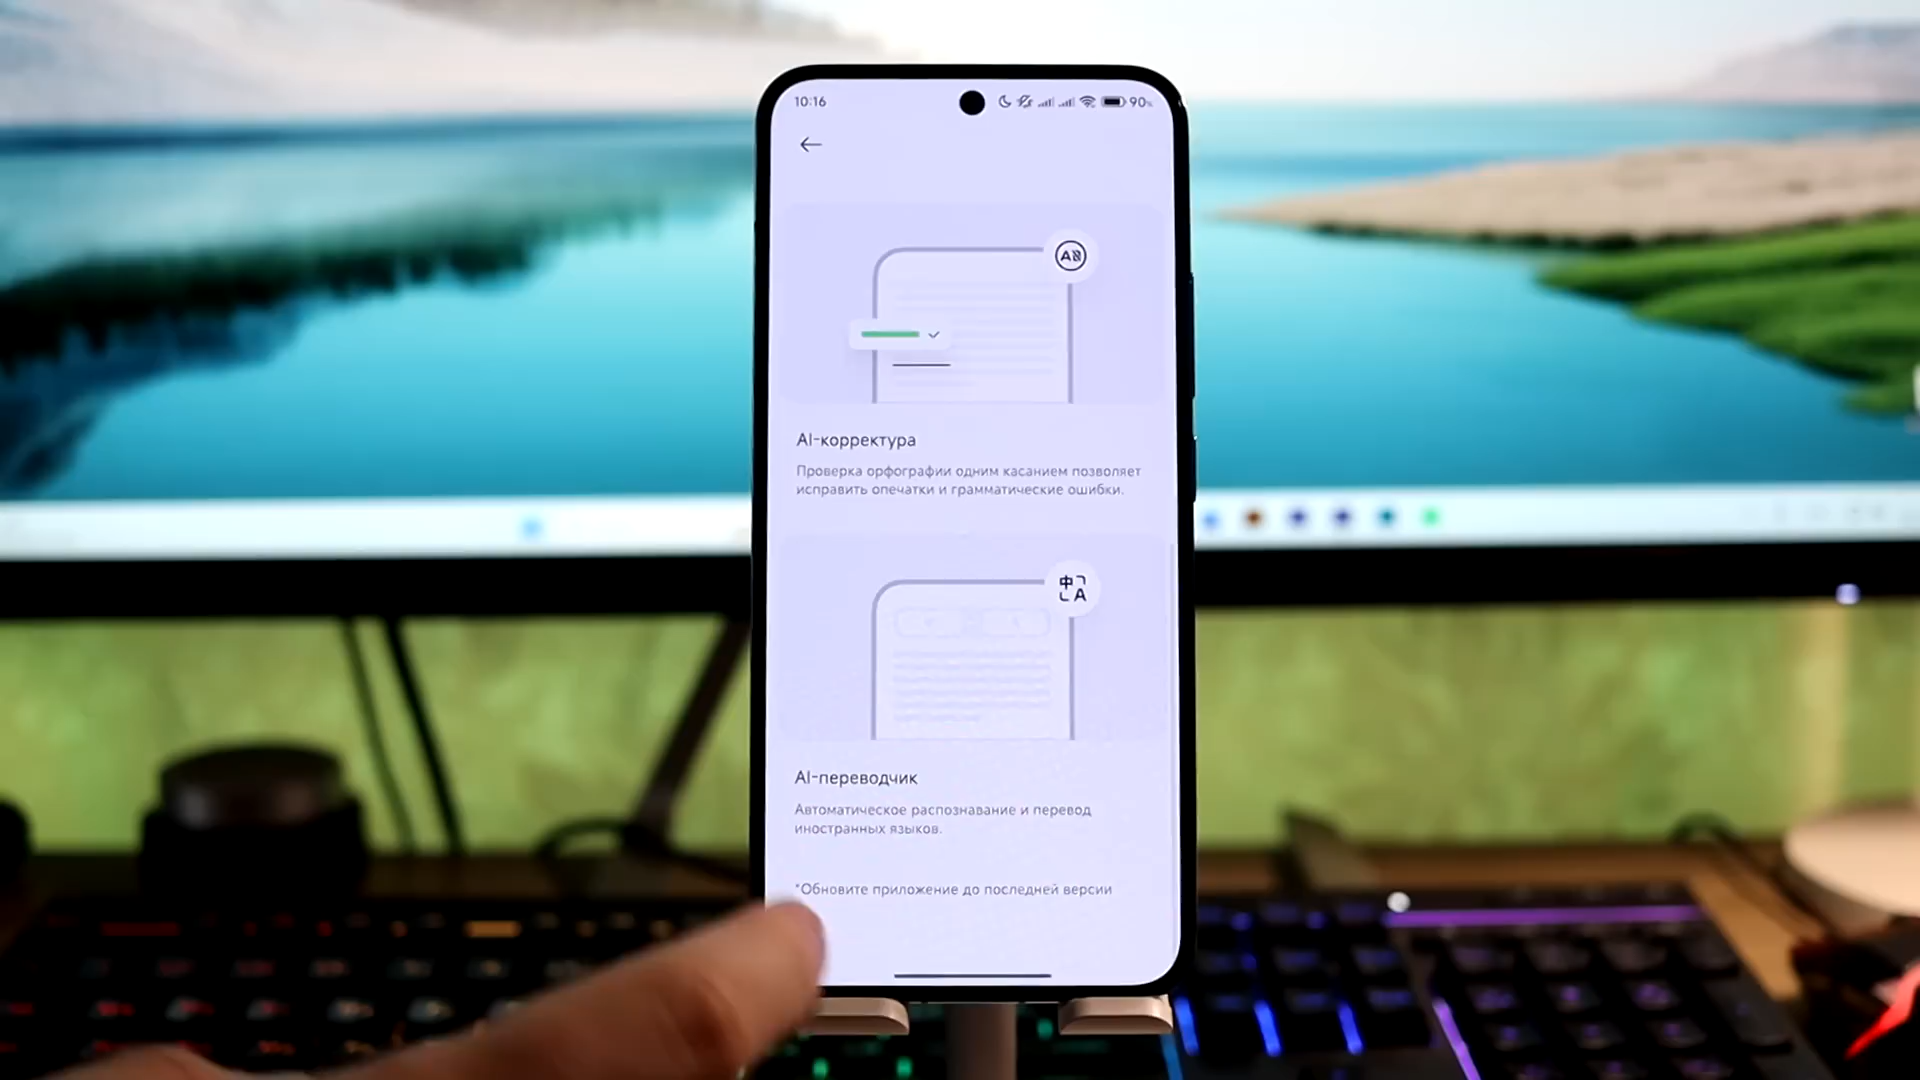 10:16
90%
AI-корректура
Проверка орфографии одним касанием позволяет
исправить опечатки и грамматические ошибки.
中
A
AI-переводчик
Автоматическое распознавание и перевод
иностранных языков.
*Обновите приложение до последней версии